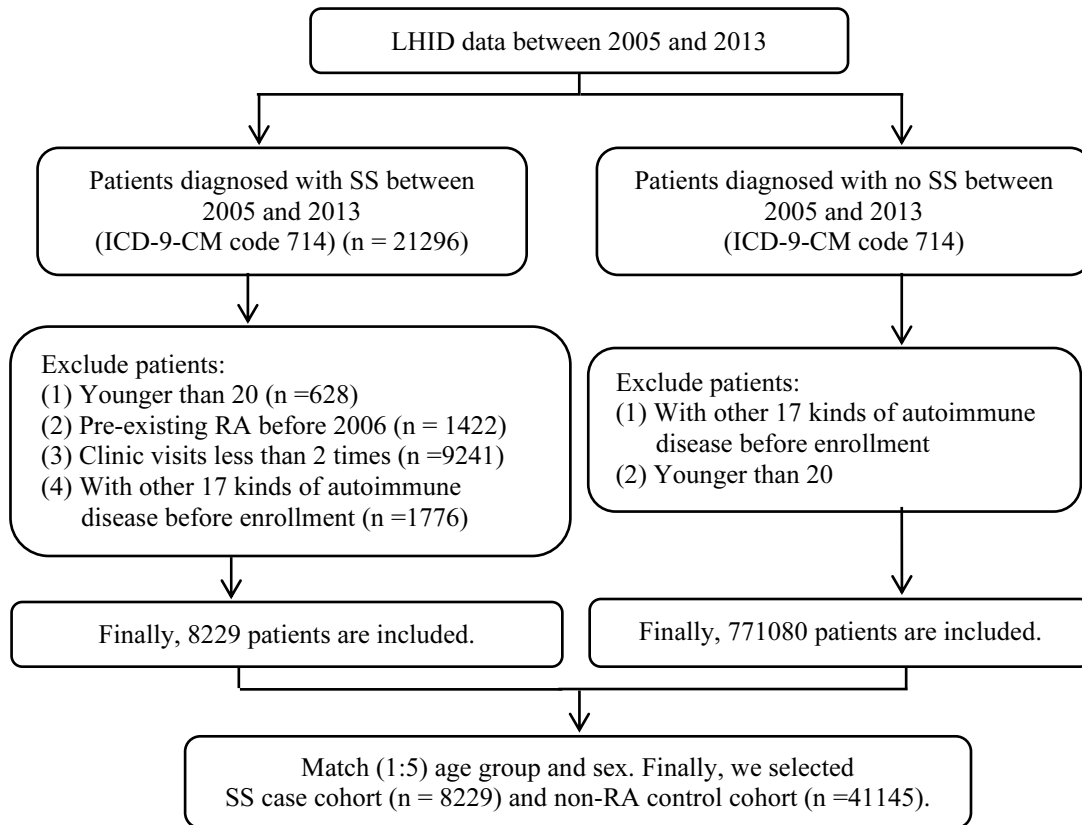 LHID data between 2005 and 2013
Patients diagnosed with SS between
2005 and 2013
(ICD-9-CM code 714) (n = 21296)
Patients diagnosed with no SS between
2005 and 2013
(ICD-9-CM code 714)
Exclude patients:
(1) Younger than 20 (n =628)
(2) Pre-existing RA before 2006 (n = 1422)
(3) Clinic visits less than 2 times (n =9241)
(4) With other 17 kinds of autoimmune
disease before enrollment (n =1776)
Exclude patients:
(1) With other 17 kinds of autoimmune
disease before enrollment
(2) Younger than 20
Finally, 8229 patients are included.
Finally, 771080 patients are included.
Match (1:5) age group and sex. Finally, we selected
SS case cohort (n = 8229) and non-RA control cohort (n =41145).